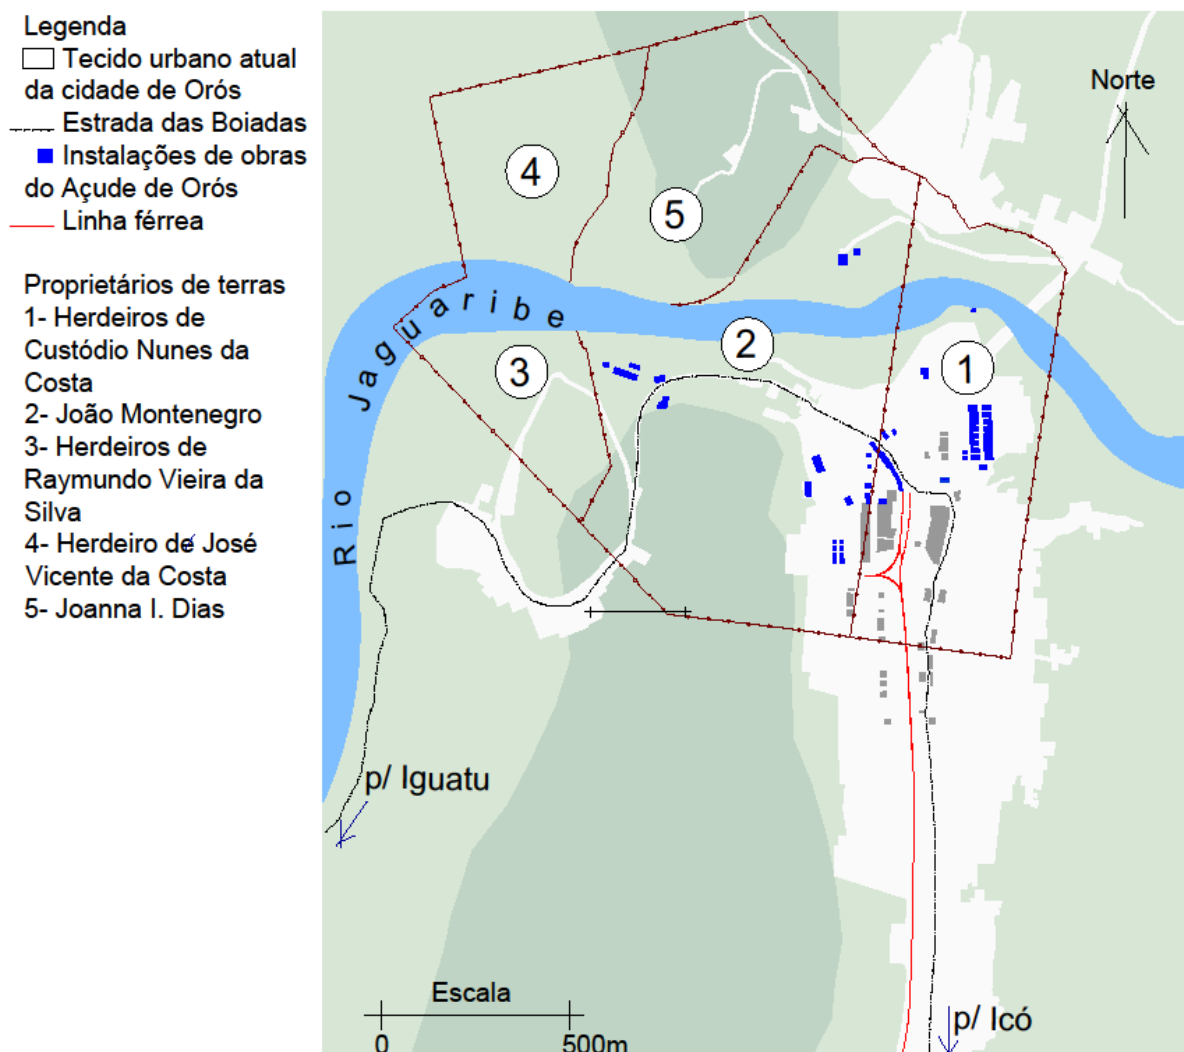 Legenda
Tecido urbano atual
da cidade de Orós
Estrada das Boiadas
Instalações de obras
do Açude de Orós
Linha férrea
Proprietários de terras
1- Herdeiros de
Custódio Nunes da
Costa
2- João Montenegro
3- Herdeiros de
Raymundo Vieira da
Silva
4- Herdeiro de José
Vicente da Costa
5- Joanna I. Dias
Norte
4
5
Rio Jaguaribe
2
3
1
p/ Iguatu
Escala
0 500m
p/ Icó